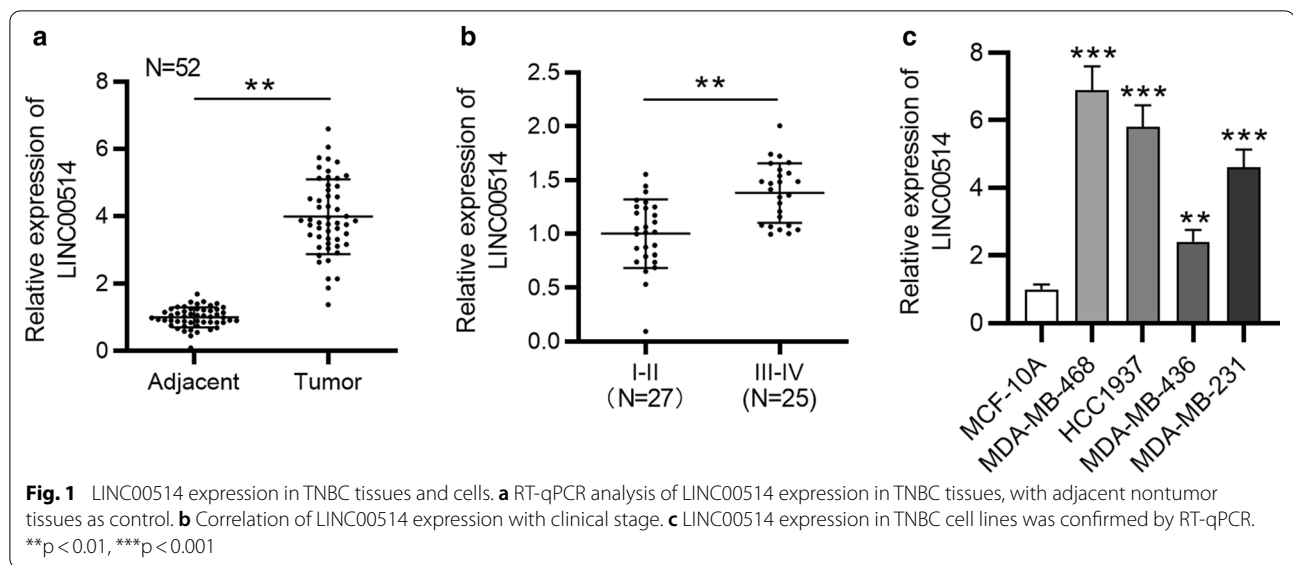 a
N=52
**
Relative expression of
LINC00514
8
6
4
2
0
Adjacent
Tumor
b
**
Relative expression of
LINC00514
2.5
2.0
1.5
1.0
0.5
0.0
I-II
（N=27）
III-IV
(N=25)
c
Relative expression of
LINC00514
8
6
4
2
0
***
***
**
***
MCF-10A
MDA-MB-468
HCC1937
MDA-MB-436
MDA-MB-231
Fig. 1 LINC00514 expression in TNBC tissues and cells. a RT-qPCR analysis of LINC00514 expression in TNBC tissues, with adjacent nontumor
tissues as control. b Correlation of LINC00514 expression with clinical stage. c LINC00514 expression in TNBC cell lines was confirmed by RT-qPCR.
**p < 0.01, ***p < 0.001